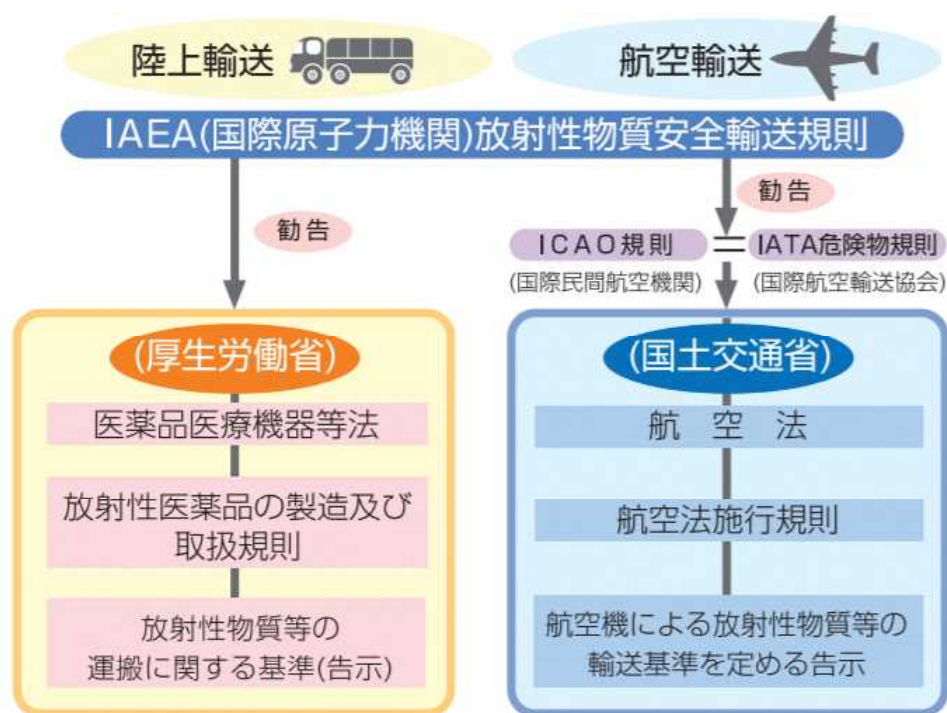 陸上輸送
航空輸送
IAEA(国際原子力機関)放射性物質安全輸送規則
勧告
勧告
ICAO規則 = IATA危険物規則
(国際民間航空機関) (国際航空輸送協会)
(厚生労働省)
医薬品医療機器等法
放射性医薬品の製造及び
取扱規則
放射性物質等の
運搬に関する基準(告示)
(国土交通省)
航空法
航空法施行規則
航空機による放射性物質等の
輸送基準を定める告示